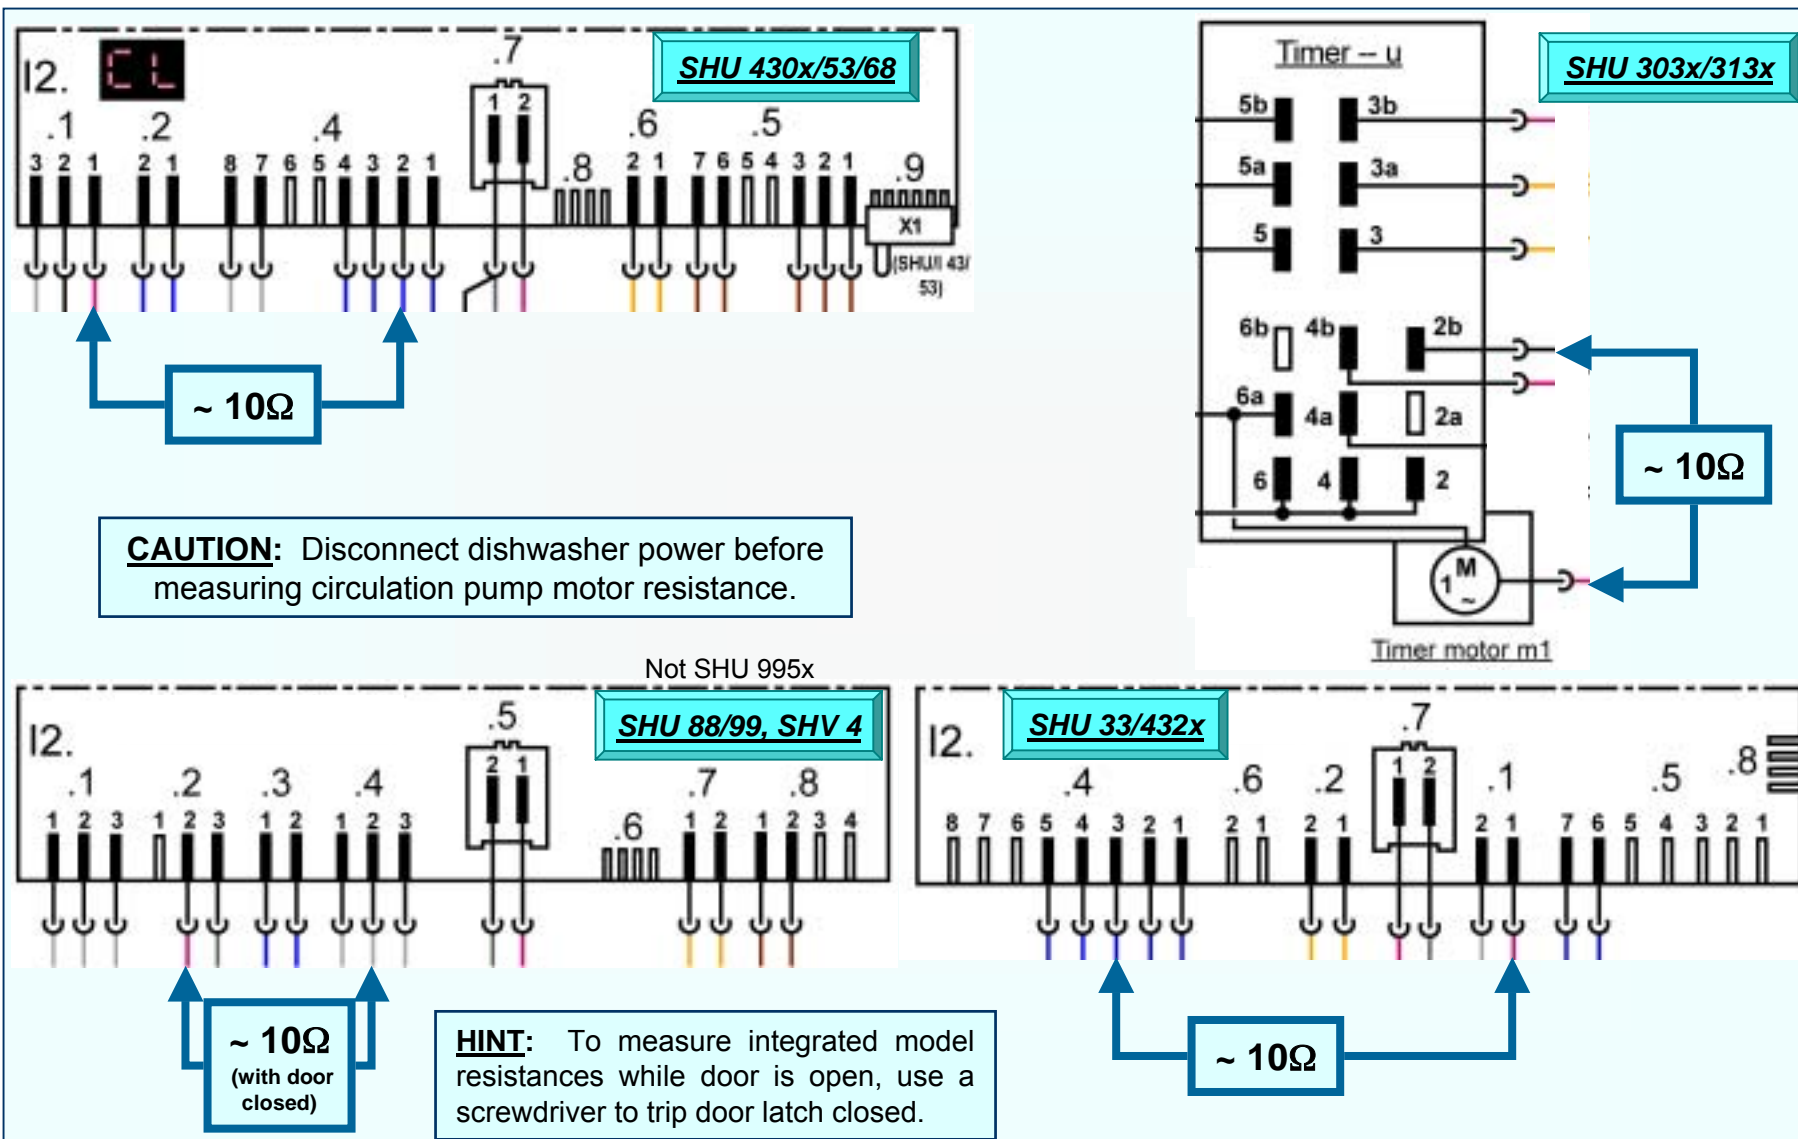 I2.
CL
.1 .2 .4 .7 .8 .6 .5 .9
3 2 1 2 1 8 7 6 5 4 3 2 1 1 2 2 1 7 6 5 4 3 2 1
X1
(SHU/I 43/
53)
SHU 430x/53/68
~ 10Ω
Timer – u
SHU 303x/313x
5b 3b
5a 3a
5 3
6b 4b 2b
6a 4a 2a
6 4 2
M
1
~
Timer motor m1
~ 10Ω
CAUTION: Disconnect dishwasher power before
measuring circulation pump motor resistance.
Not SHU 995x
I2.
SHU 88/99, SHV 4
.1 .2 .3 .4 .5 .6 .7 .8
1 2 3 1 2 3 1 2 1 2 3 2 1 1 2 1 2 3 4
~ 10Ω
(with door
closed)
HINT: To measure integrated model
resistances while door is open, use a
screwdriver to trip door latch closed.
I2.
SHU 33/432x
.4 .6 .2 .7 .1 .5 .8
8 7 6 5 4 3 2 1 2 1 2 1 1 2 2 1 7 6 5 4 3 2 1
~ 10Ω